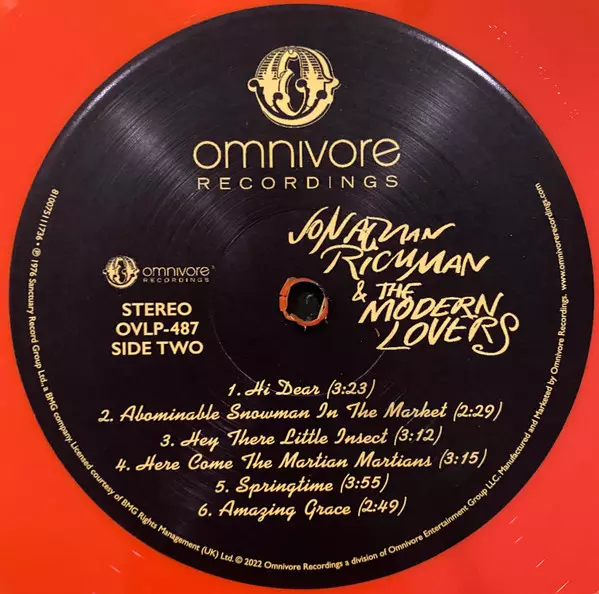 omnivore
RECORDINGS
JONATHAN
RICHMAN
& THE
MODERN
LOVERS
omnivore
RECORDINGS
STEREO
OVLP-487
SIDE TWO
1. Hi Dear (3:23)
2. Abominable Snowman In The Market (2:29)
3. Hey There Little Insect (3:12)
4. Here Come The Martian Martians (3:15)
5. Springtime (3:55)
6. Amazing Grace (2:49)
810075111736 • ℗ 1976 Sanctuary Record Group Ltd., a BMG company. Licensed courtesy of BMG Rights Management (UK) Ltd. © 2022 Omnivore Recordings a division of Omnivore Entertainment Group LLC. Manufactured and Marketed by Omnivore Recordings. www.omnivorerecordings.com